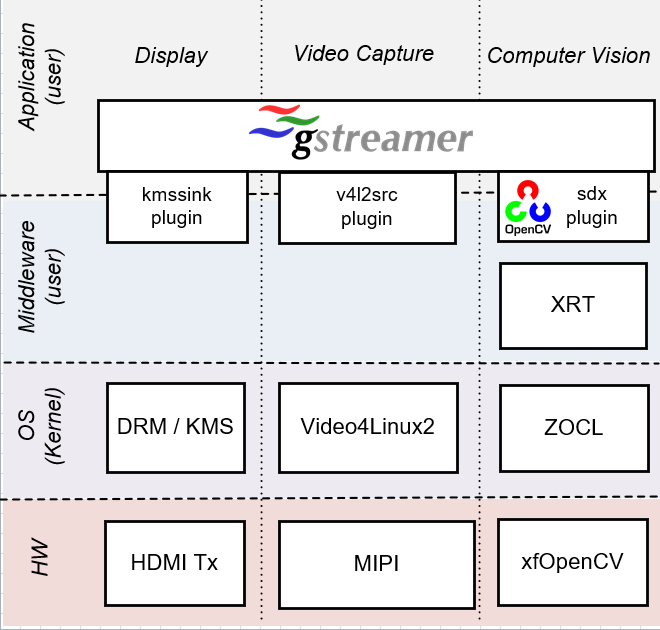 Application
(user)
Display
Video Capture
Computer Vision
gstreamer
kmssink
plugin
v4l2src
plugin
OpenCV
sdx
plugin
Middleware
(user)
XRT
OS
(Kernel)
DRM / KMS
Video4Linux2
ZOCL
HW
HDMI Tx
MIPI
xfOpenCV